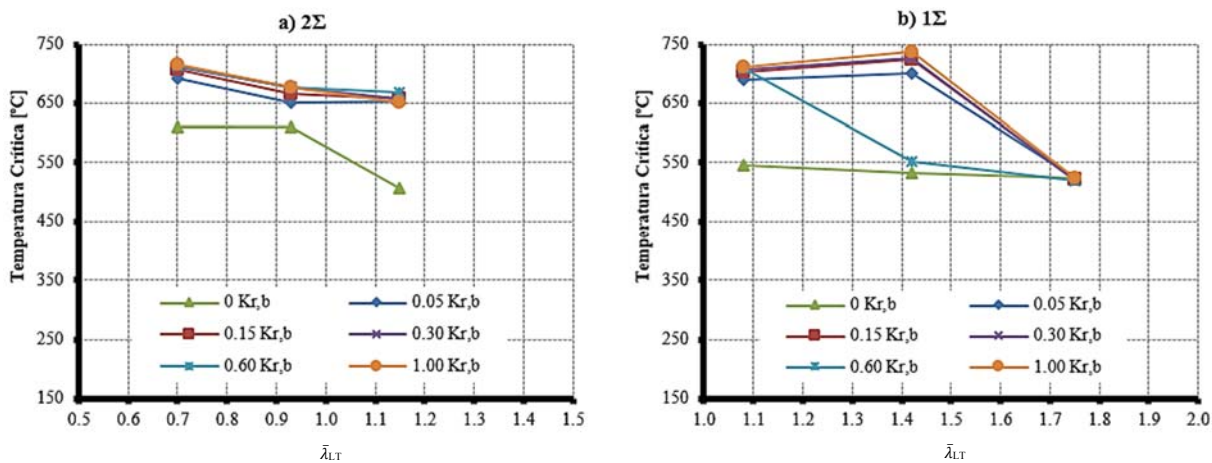 a) 2Σ
Temperatura Crítica [°C]
750
650
550
450
350
250
150
0 Kr,b
0.05 Kr,b
0.15 Kr,b
0.30 Kr,b
0.60 Kr,b
1.00 Kr,b
0.5 0.6 0.7 0.8 0.9 1.0 1.1 1.2 1.3 1.4 1.5
λ̄LT
b) 1Σ
Temperatura Crítica [°C]
750
650
550
450
350
250
150
0 Kr,b
0.05 Kr,b
0.15 Kr,b
0.30 Kr,b
0.60 Kr,b
1.00 Kr,b
1.0 1.1 1.2 1.3 1.4 1.5 1.6 1.7 1.8 1.9 2.0
λ̄LT